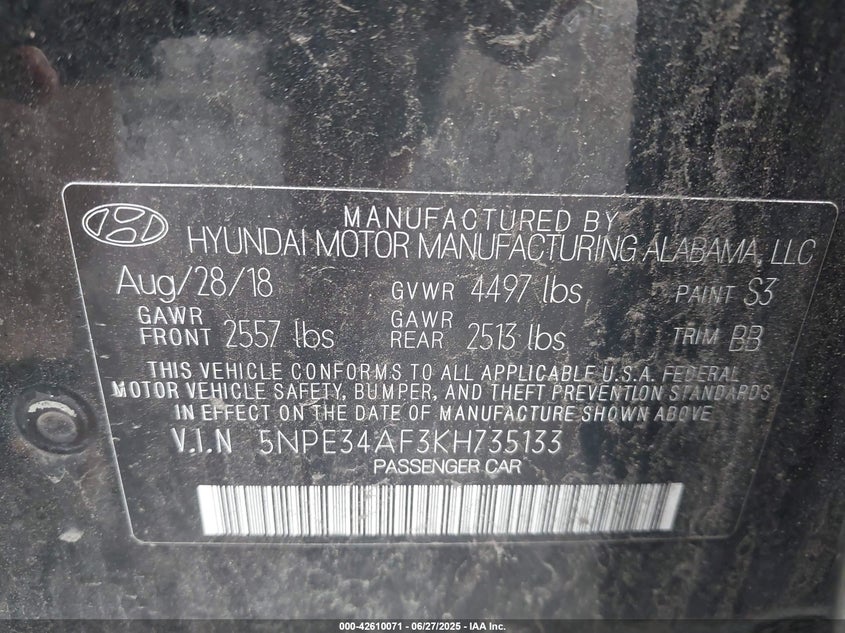 MANUFACTURED BY
HYUNDAI MOTOR MANUFACTURING ALABAMA, LLC
Aug/28/18 GVWR 4497 lbs PAINT S3
GAWR FRONT 2557 lbs GAWR REAR 2513 lbs TRIM BB
THIS VEHICLE CONFORMS TO ALL APPLICABLE U.S.A. FEDERAL
MOTOR VEHICLE SAFETY, BUMPER, AND THEFT PREVENTION STANDARDS
IN EFFECT ON THE DATE OF MANUFACTURE SHOWN ABOVE
V.I.N 5NPE34AF3KH735133
PASSENGER CAR
000-42610071 - 06/27/2025 - IAA Inc.